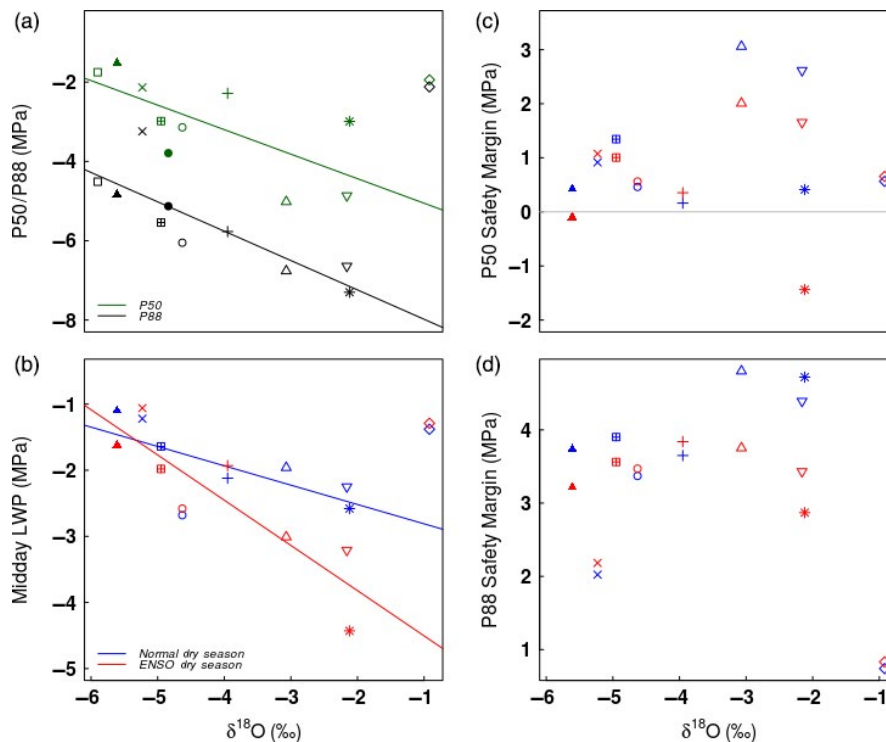 (a)
P50/P88 (MPa)
−2
−4
−6
−8
P50
P88
(c)
P50 Safety Margin (MPa)
3
2
1
0
−1
−2
(b)
Midday LWP (MPa)
−1
−2
−3
−4
−5
Normal dry season
ENSO dry season
−6 −5 −4 −3 −2 −1
δ18O (‰)
(d)
P88 Safety Margin (MPa)
4
3
2
1
−6 −5 −4 −3 −2 −1
δ18O (‰)